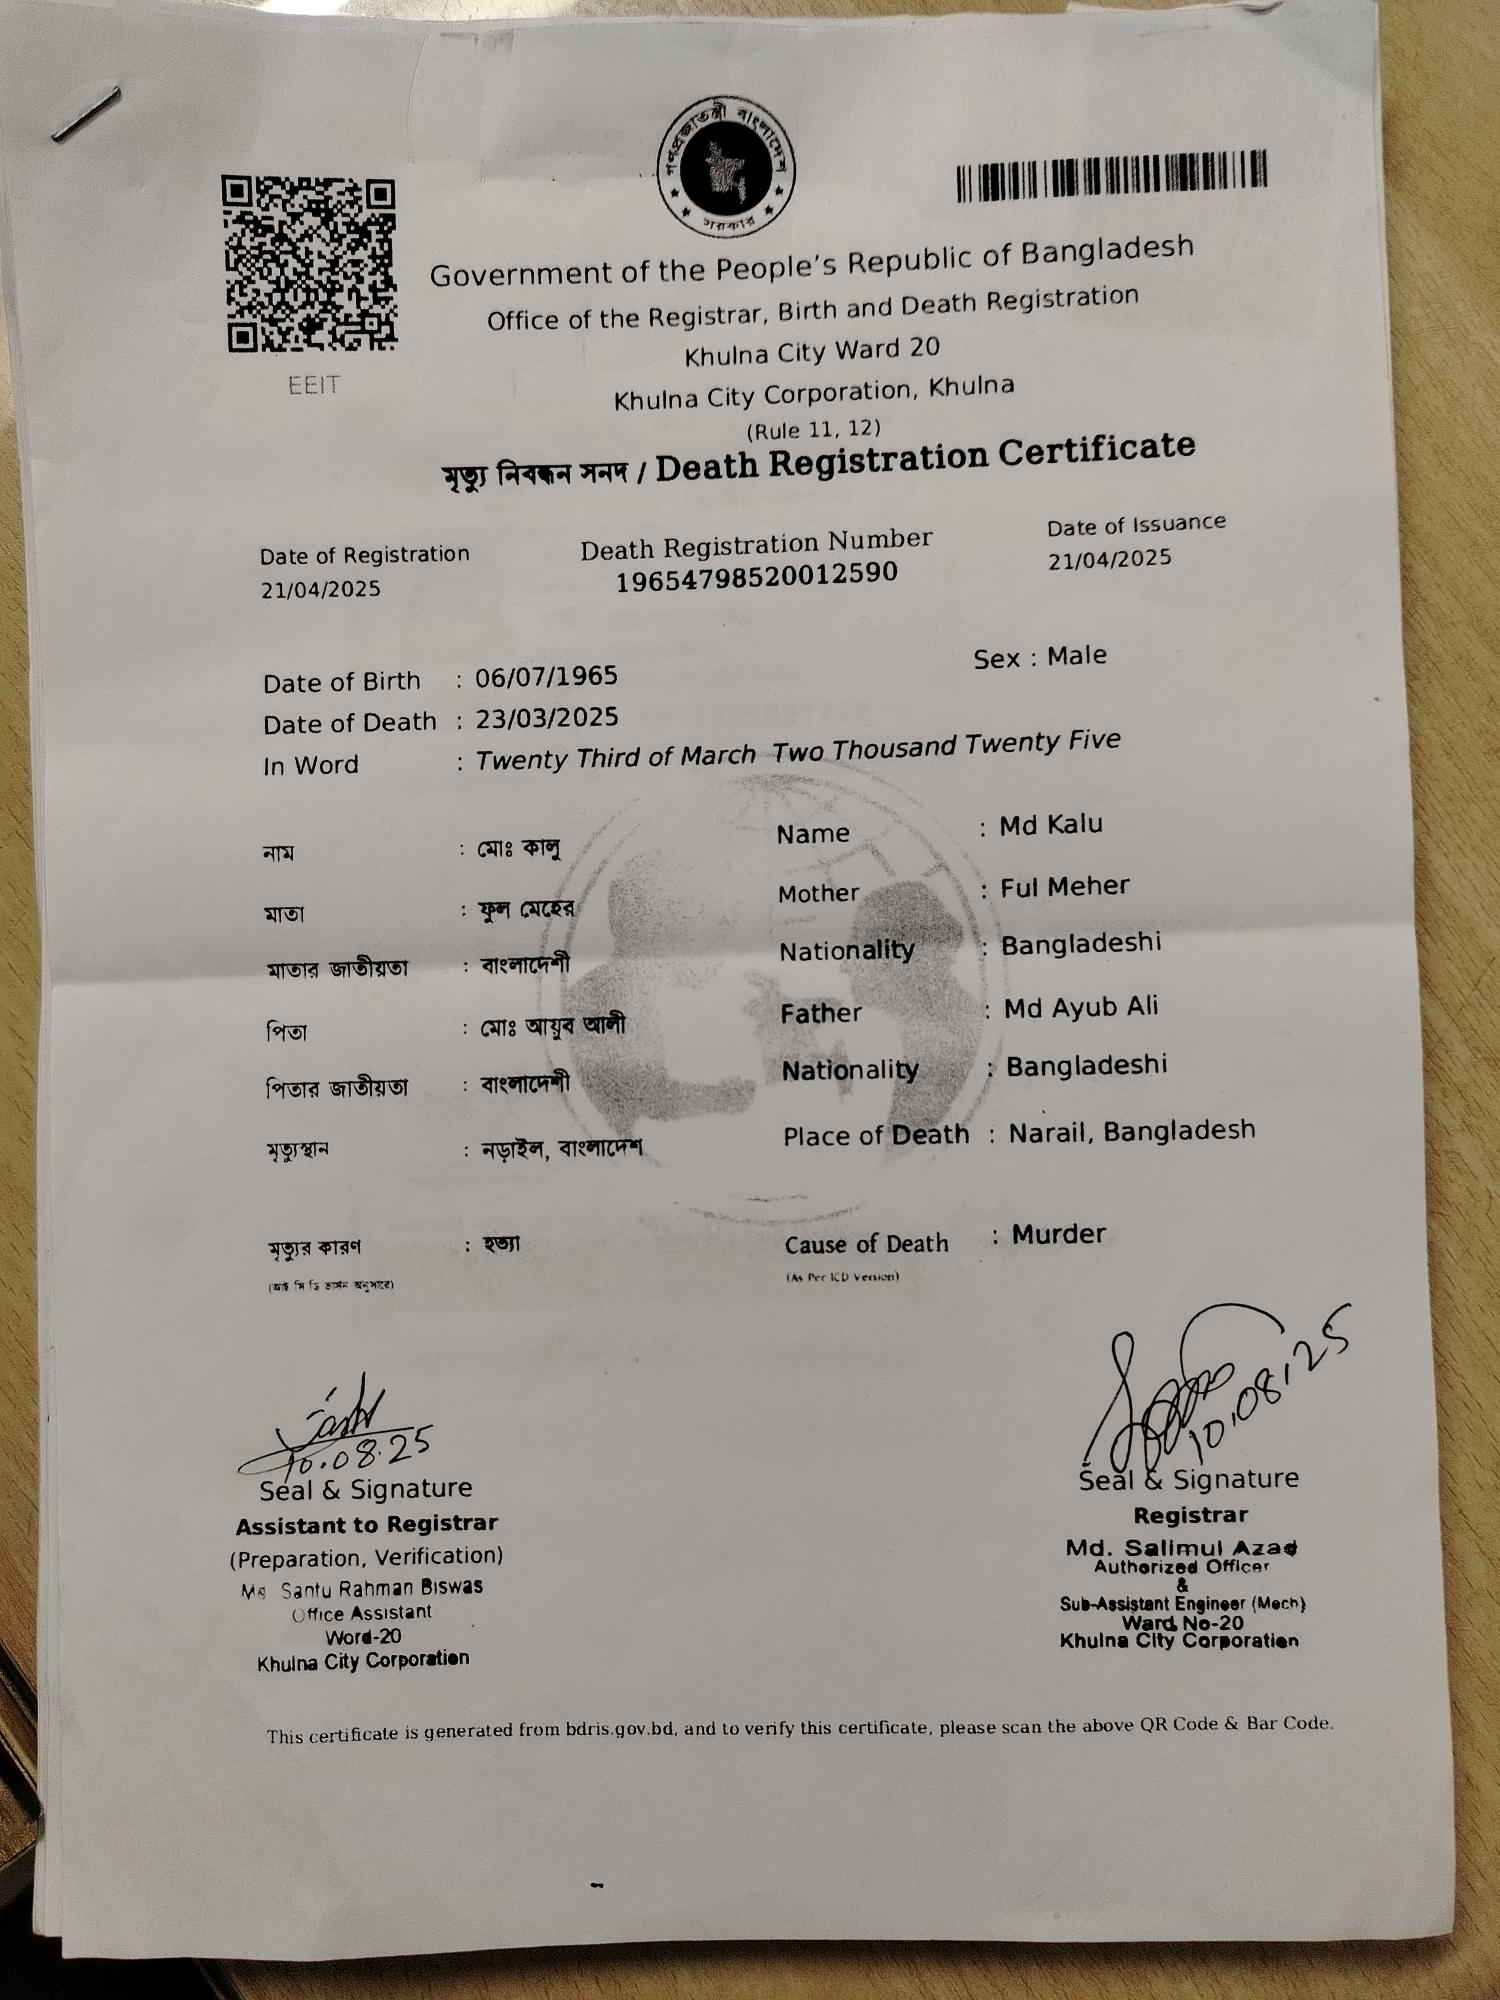 গণপ্রজাতন্ত্রী বাংলাদেশ
সরকার
EEIT
Government of the People's Republic of Bangladesh
Office of the Registrar, Birth and Death Registration
Khulna City Ward 20
Khulna City Corporation, Khulna
(Rule 11, 12)
মৃত্যু নিবন্ধন সনদ / Death Registration Certificate
Date of Registration Death Registration Number Date of Issuance
21/04/2025 19654798520012590 21/04/2025
Date of Birth : 06/07/1965 Sex : Male
Date of Death : 23/03/2025
In Word : Twenty Third of March Two Thousand Twenty Five
নাম : মোঃ কালু Name : Md Kalu
মাতা : ফুল মেহের Mother : Ful Meher
মাতার জাতীয়তা : বাংলাদেশী Nationality : Bangladeshi
পিতা : মোঃ আয়ুব আলী Father : Md Ayub Ali
পিতার জাতীয়তা : বাংলাদেশী Nationality : Bangladeshi
মৃত্যুস্থান : নড়াইল, বাংলাদেশ Place of Death : Narail, Bangladesh
মৃত্যুর কারণ : হত্যা Cause of Death : Murder
(আই সি ডি ভার্সন অনুসারে) (As Per ICD Version)
10.08.25 10.08.25
Seal & Signature Seal & Signature
Assistant to Registrar Registrar
(Preparation, Verification) Md. Salimul Azad
Md Santu Rahman Biswas Authorized Officer
Office Assistant &
Word-20 Sub-Assistant Engineer (Mech)
Khulna City Corporation Ward No-20
Khulna City Corporation
This certificate is generated from bdris.gov.bd, and to verify this certificate, please scan the above QR Code & Bar Code.